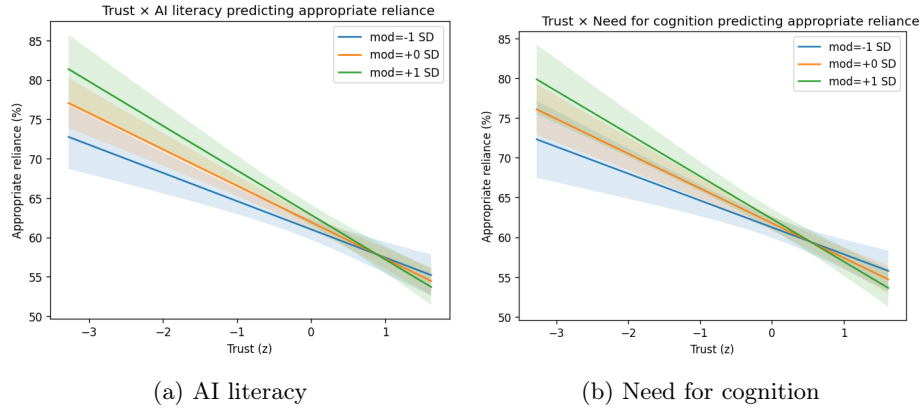 Trust × AI literacy predicting appropriate reliance
85
80
75
70
65
60
55
50
Appropriate reliance (%)
mod=-1 SD
mod=+0 SD
mod=+1 SD
−3
−2
−1
0
1
Trust (z)
(a) AI literacy
Trust × Need for cognition predicting appropriate reliance
85
80
75
70
65
60
55
50
Appropriate reliance (%)
mod=-1 SD
mod=+0 SD
mod=+1 SD
−3
−2
−1
0
1
Trust (z)
(b) Need for cognition